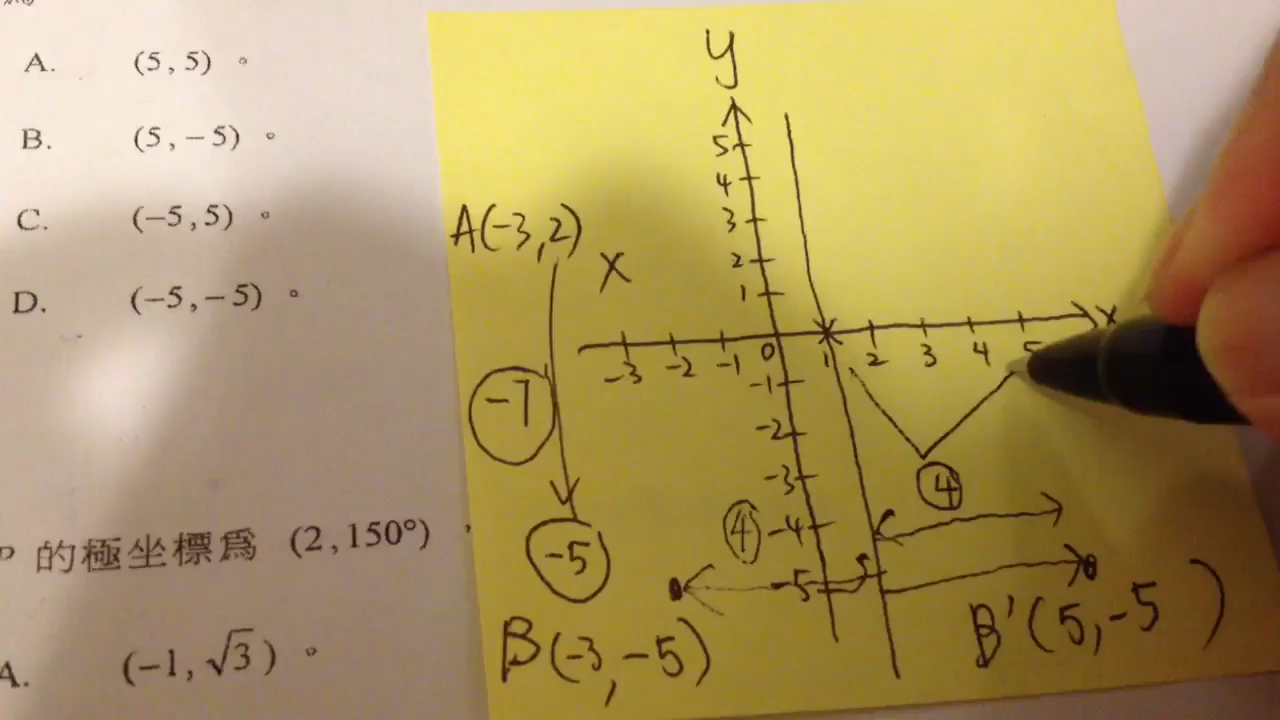 A. (5,5)。
B. (5,−5)。
C. (−5,5)。
D. (−5,−5)。
的極坐標為 (2,150°)，
A. (−1,√3)。
y
5
4
3
2
1
A(-3,2)
X
-3 -2 -1 0 1 2 3 4 5 x
-1
-2
-3
-4
-5
-7
-5
4
4
B(-3,-5)
B'(5,-5)